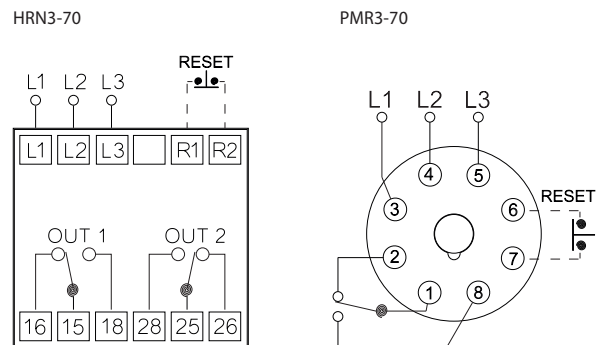 HRN3-70
PMR3-70
RESET
L1 L2 L3
L1 L2 L3 R1 R2
OUT 1 OUT 2
16 15 18 28 25 26
L1 L2 L3
4 5
3 6
RESET
2 7
1 8